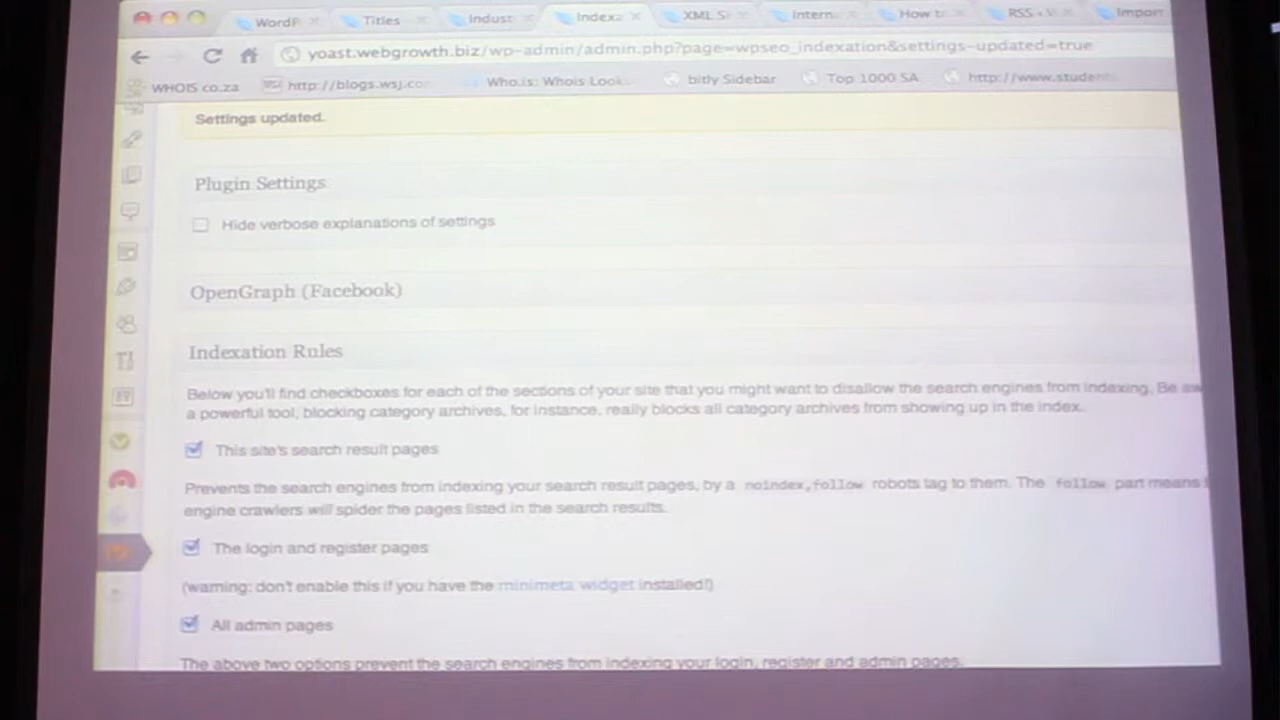 WordP
Titles
Indust
Indexa
XML S
Intern
How t
RSS
Import
yoast.webgrowth.biz/wp-admin/admin.php?page=wpseo_indexation&settings-updated=true
WHOIS co.za
http://blogs.wsj.co
Who.is: Whois Look
bitly Sidebar
Top 1000 SA
http://www.student
Settings updated.
Plugin Settings
Hide verbose explanations of settings
OpenGraph (Facebook)
Indexation Rules
Below you'll find checkboxes for each of the sections of your site that you might want to disallow the search engines from indexing. Be aw
a powerful tool, blocking category archives, for instance, really blocks all category archives from showing up in the index.
This site's search result pages
Prevents the search engines from indexing your search result pages, by a noindex,follow robots tag to them. The follow part means
engine crawlers will spider the pages listed in the search results.
The login and register pages
(warning: don't enable this if you have the minimeta widget installed!)
All admin pages
The above two options prevent the search engines from indexing your login, register and admin pages.